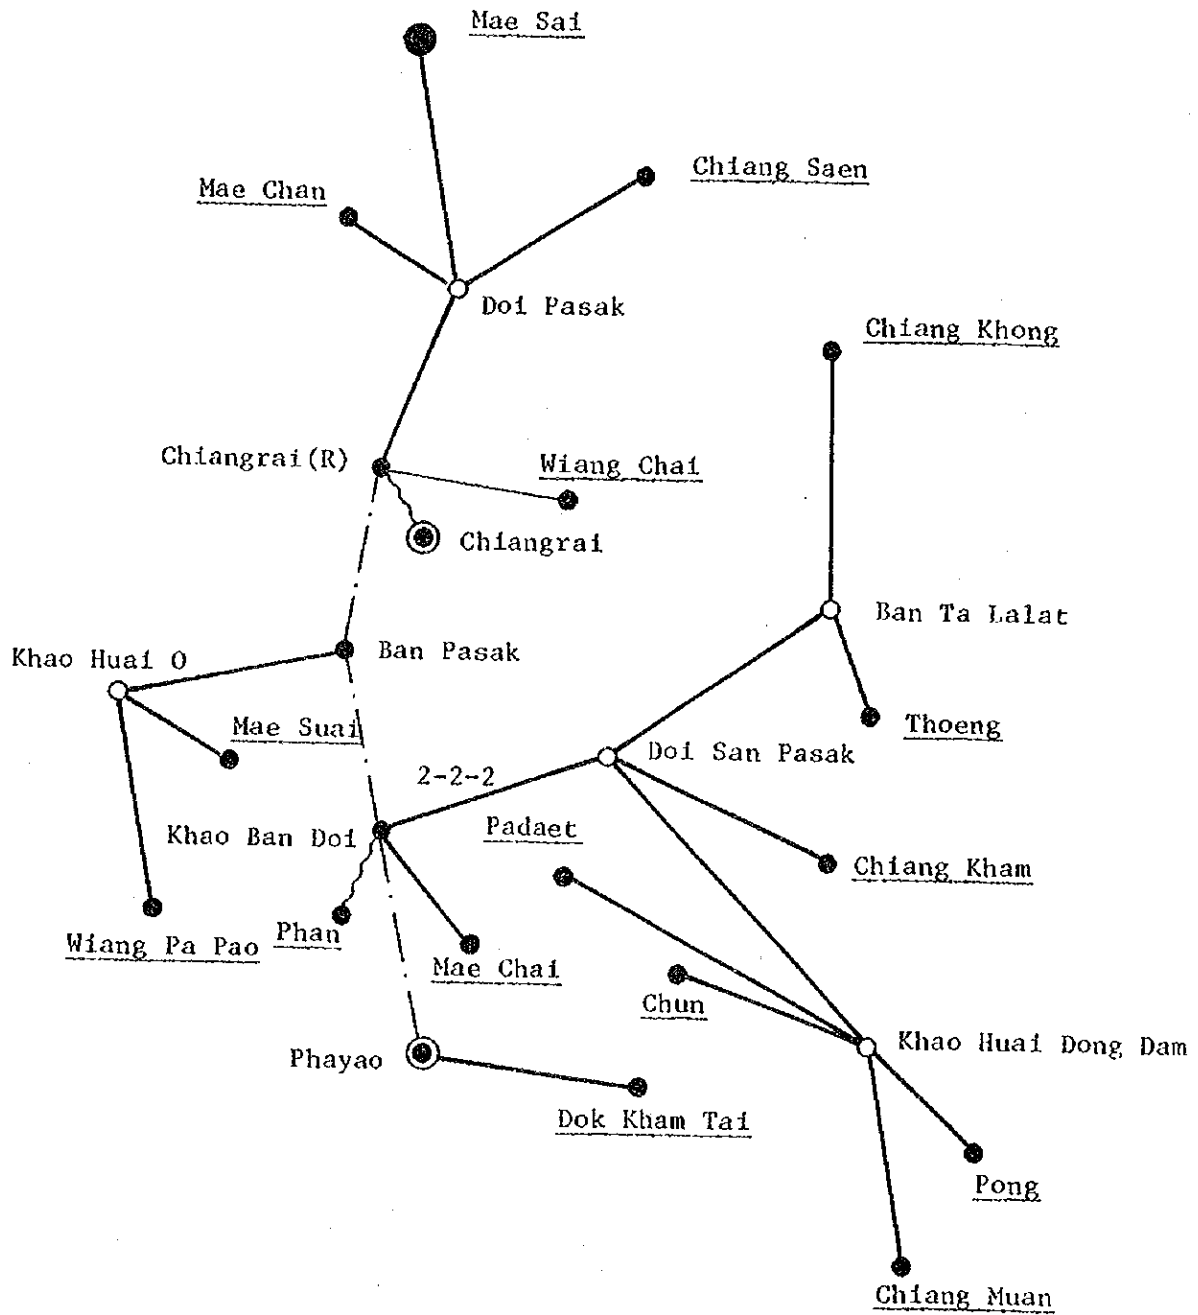 Mae Sai
Chiang Saen
Mae Chan
Doi Pasak
Chiang Khong
Chiangrai(R)
Wiang Chai
Chiangrai
Ban Ta Lalat
Ban Pasak
Khao Huai O
Mae Suai
Thoeng
Doi San Pasak
2-2-2
Khao Ban Doi
Padaet
Chiang Kham
Phan
Wiang Pa Pao
Mae Chai
Chun
Khao Huai Dong Dam
Phayao
Dok Kham Tai
Pong
Chiang Muan